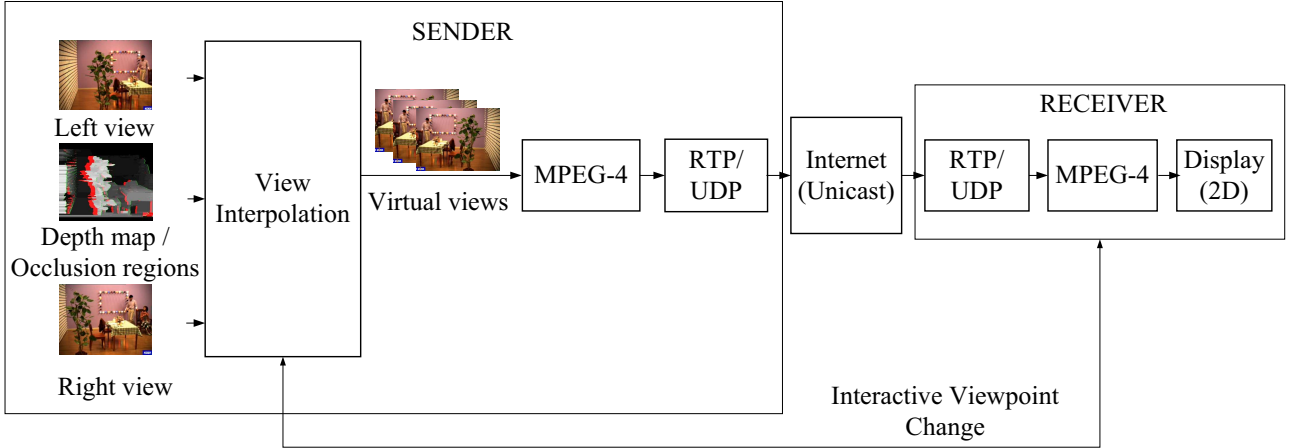 SENDER
Left view
Depth map /
Occlusion regions
Right view
View
Interpolation
Virtual views
MPEG-4
RTP/
UDP
Internet
(Unicast)
RECEIVER
RTP/
UDP
MPEG-4
Display
(2D)
Interactive Viewpoint
Change